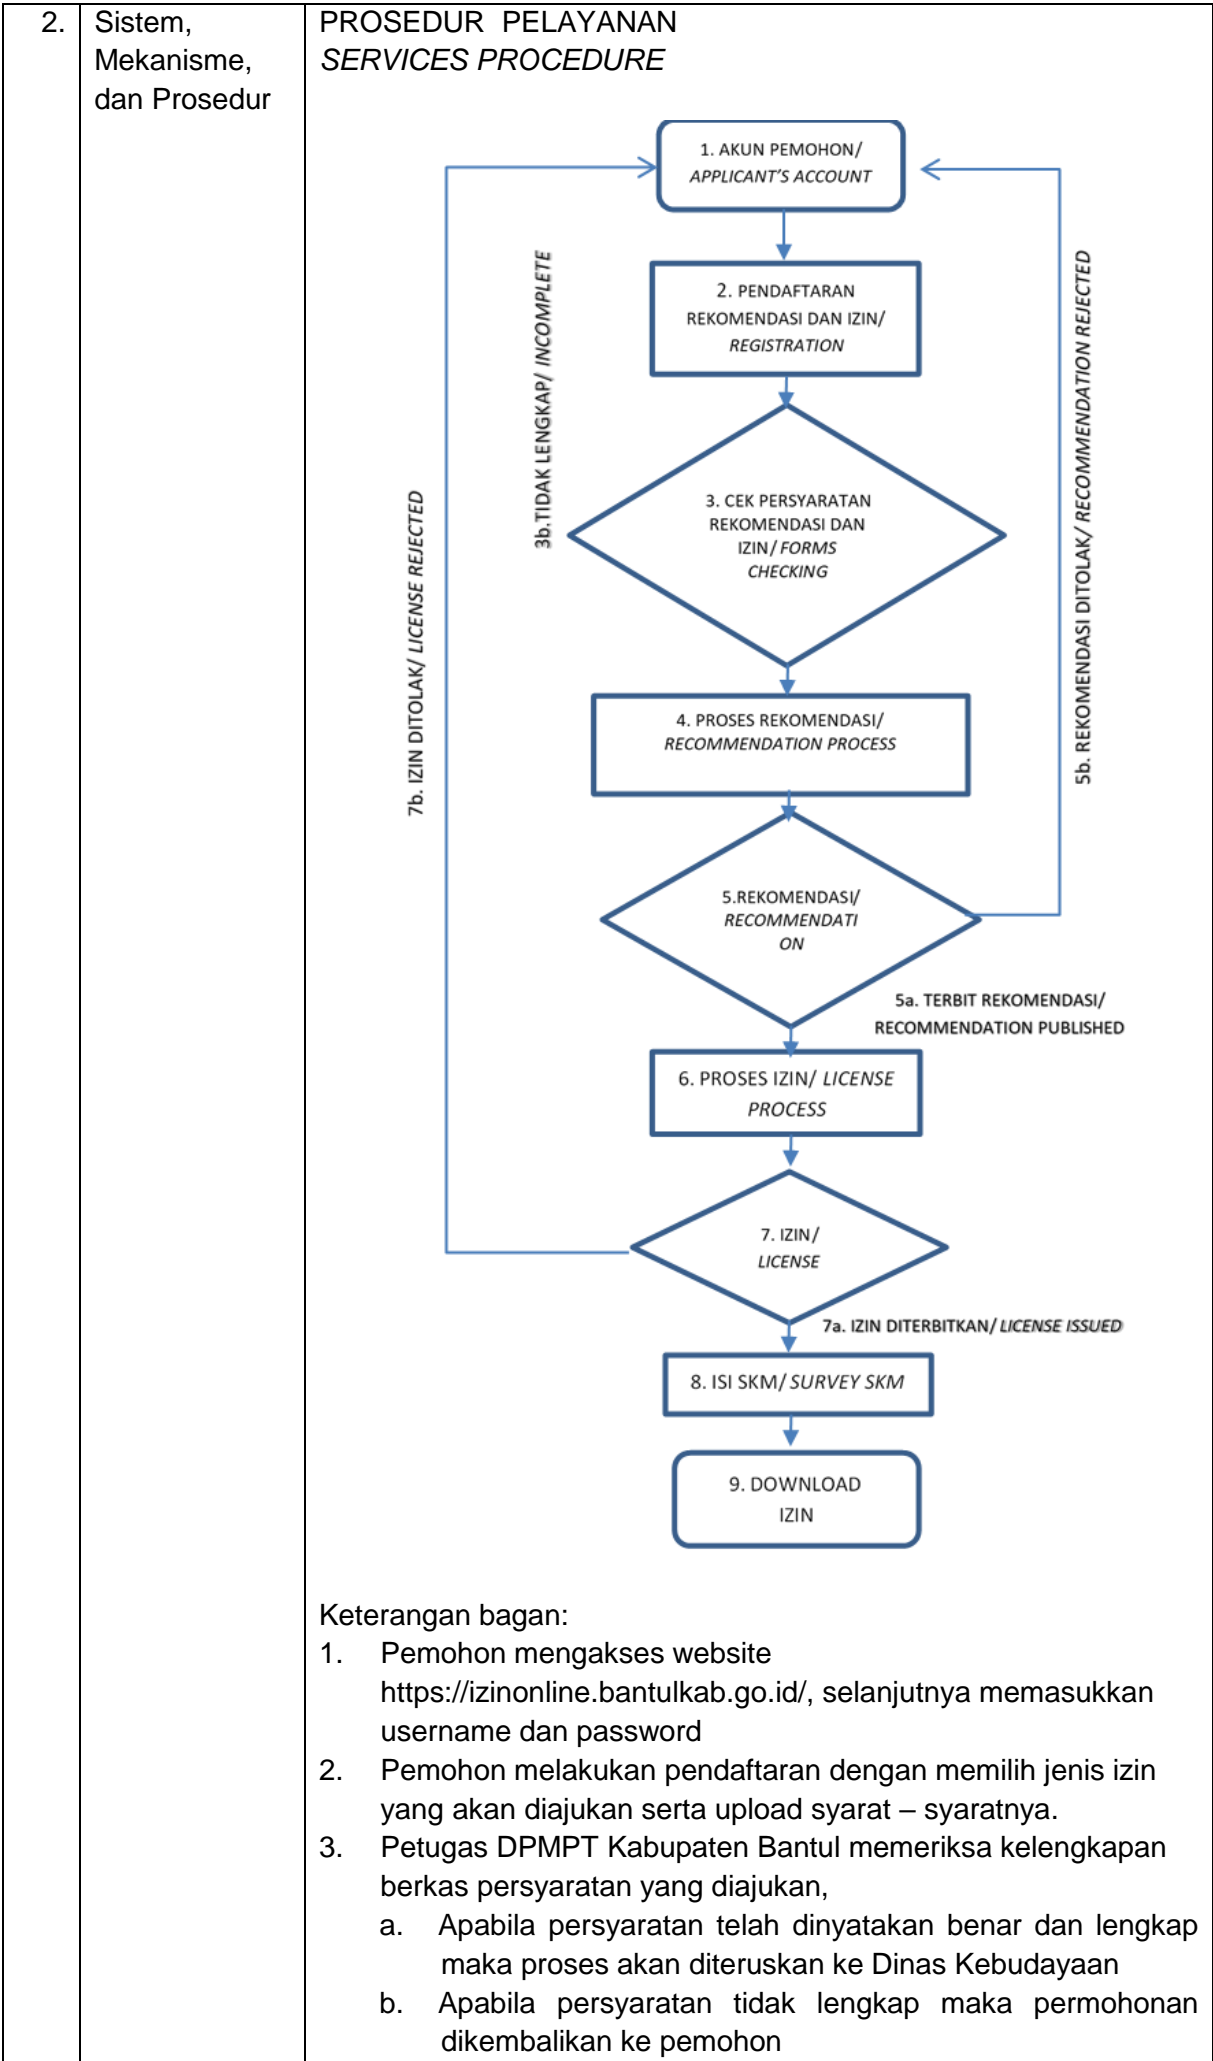 2.
Sistem,
Mekanisme,
dan Prosedur
PROSEDUR PELAYANAN
SERVICES PROCEDURE
1. AKUN PEMOHON/
APPLICANT'S ACCOUNT
2. PENDAFTARAN
REKOMENDASI DAN IZIN/
REGISTRATION
3b.TIDAK LENGKAP/ INCOMPLETE
3. CEK PERSYARATAN
REKOMENDASI DAN
IZIN/ FORMS
CHECKING
4. PROSES REKOMENDASI/
RECOMMENDATION PROCESS
5b. REKOMENDASI DITOLAK/ RECOMMENDATION REJECTED
7b. IZIN DITOLAK/ LICENSE REJECTED
5.REKOMENDASI/
RECOMMENDATI
ON
5a. TERBIT REKOMENDASI/
RECOMMENDATION PUBLISHED
6. PROSES IZIN/ LICENSE
PROCESS
7. IZIN/
LICENSE
7a. IZIN DITERBITKAN/ LICENSE ISSUED
8. ISI SKM/ SURVEY SKM
9. DOWNLOAD
IZIN
Keterangan bagan:
1. Pemohon mengakses website
https://izinonline.bantulkab.go.id/, selanjutnya memasukkan
username dan password
2. Pemohon melakukan pendaftaran dengan memilih jenis izin
yang akan diajukan serta upload syarat – syaratnya.
3. Petugas DPMPT Kabupaten Bantul memeriksa kelengkapan
berkas persyaratan yang diajukan,
a. Apabila persyaratan telah dinyatakan benar dan lengkap
maka proses akan diteruskan ke Dinas Kebudayaan
b. Apabila persyaratan tidak lengkap maka permohonan
dikembalikan ke pemohon